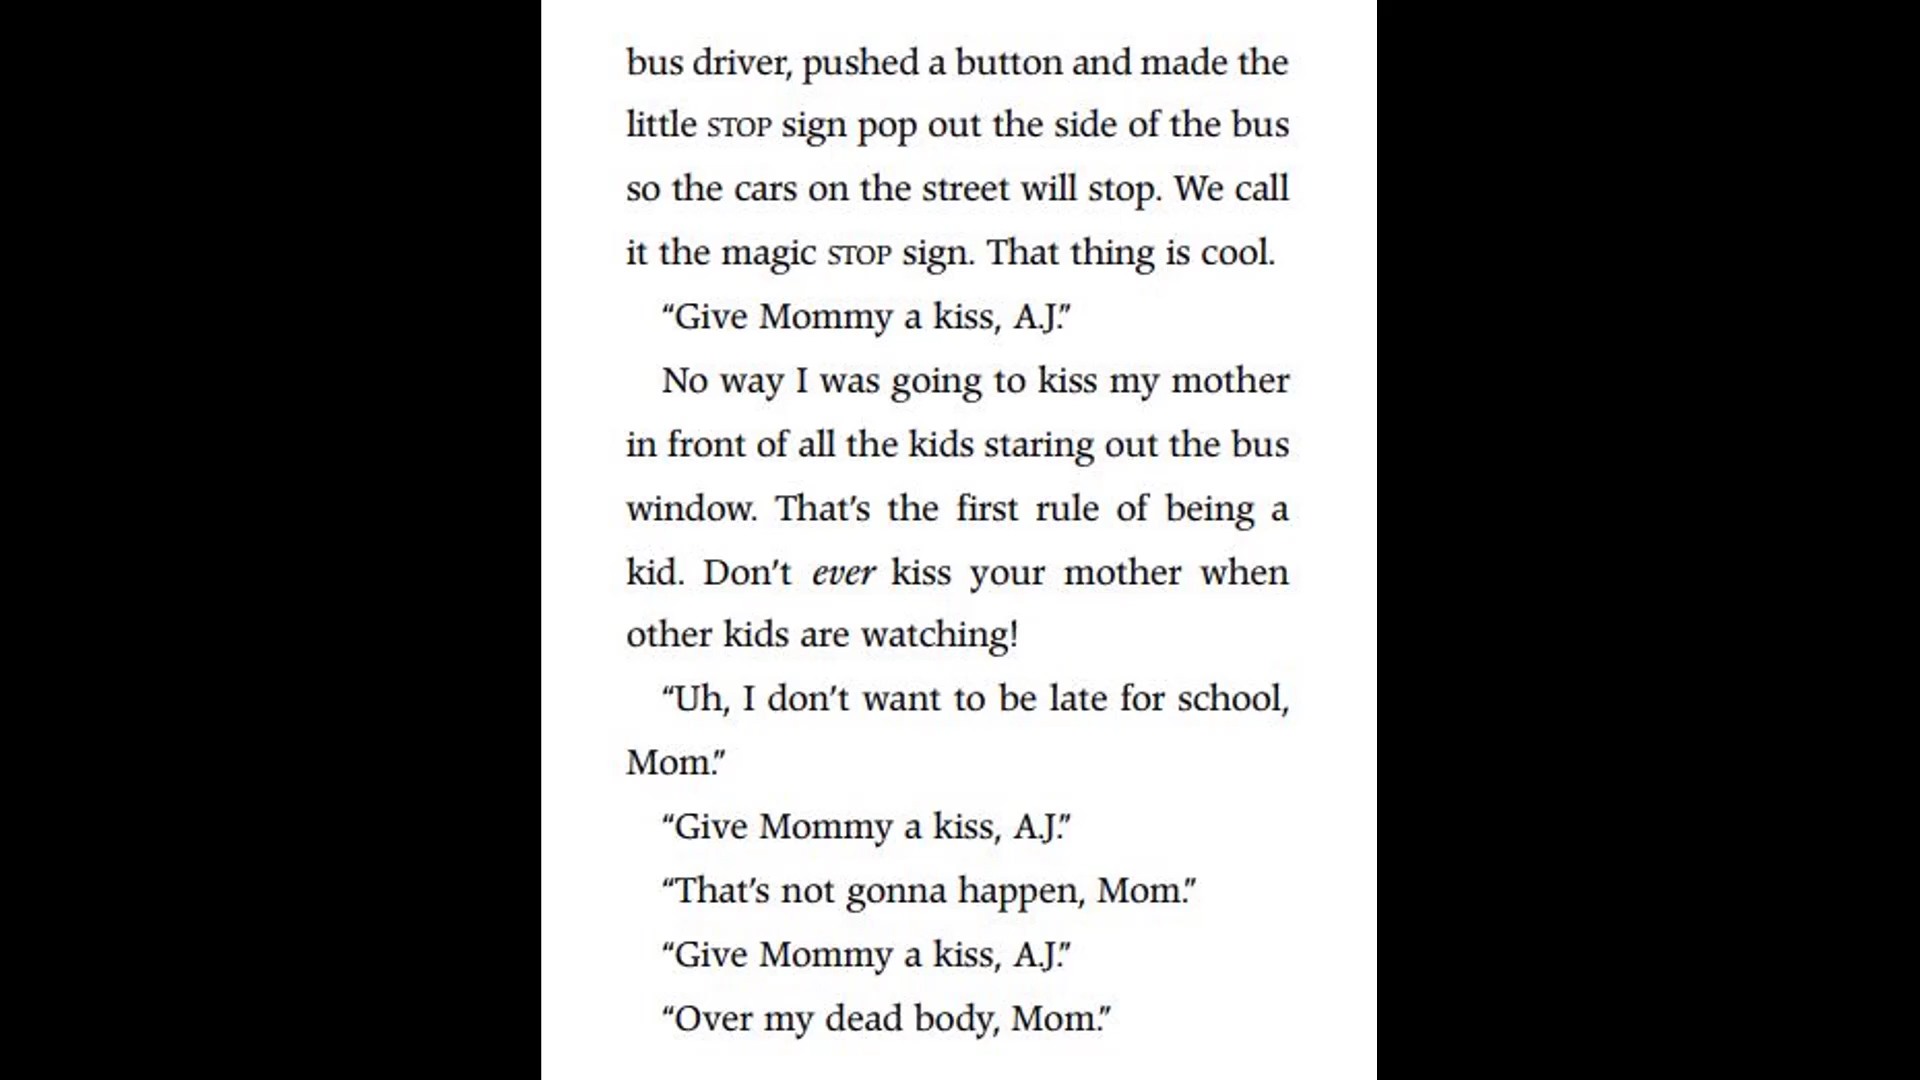 bus driver, pushed a button and made the
little STOP sign pop out the side of the bus
so the cars on the street will stop. We call
it the magic STOP sign. That thing is cool.
“Give Mommy a kiss, A.J.”
No way I was going to kiss my mother
in front of all the kids staring out the bus
window. That’s the first rule of being a
kid. Don’t ever kiss your mother when
other kids are watching!
“Uh, I don’t want to be late for school,
Mom.”
“Give Mommy a kiss, A.J.”
“That’s not gonna happen, Mom.”
“Give Mommy a kiss, A.J.”
“Over my dead body, Mom.”